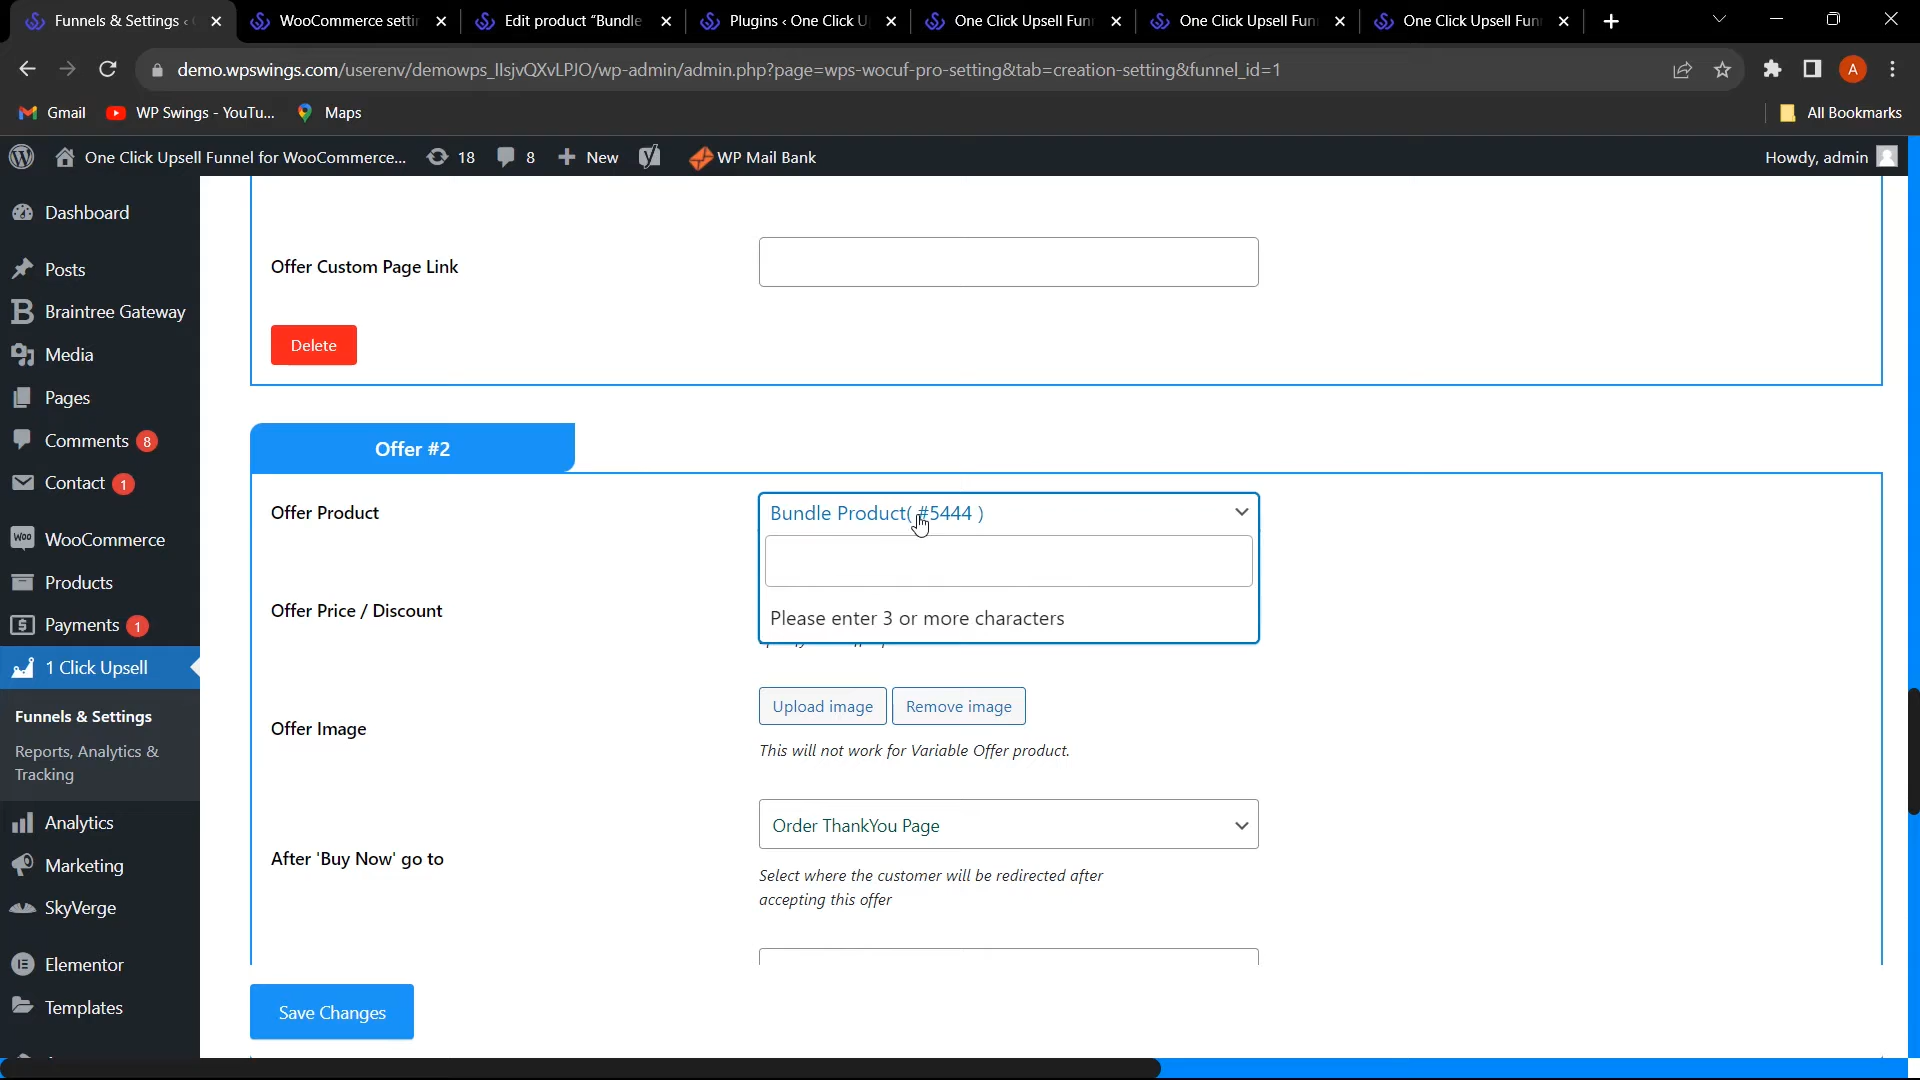 Funnels & Settings ‹
WooCommerce setti
Edit product “Bundle
Plugins ‹ One Click U
One Click Upsell Fun
One Click Upsell Fun
One Click Upsell Fun
demo.wpswings.com/userenv/demowps_IIsjvQXvLPJO/wp-admin/admin.php?page=wps-wocuf-pro-setting&tab=creation-setting&funnel_id=1
A
Gmail
WP Swings - YouTu...
Maps
All Bookmarks
One Click Upsell Funnel for WooCommerce...
18
8
New
WP Mail Bank
Howdy, admin
Dashboard
Posts
Braintree Gateway
Media
Pages
Comments 8
Contact 1
WooCommerce
Products
Payments 1
1 Click Upsell
Funnels & Settings
Reports, Analytics &
Tracking
Analytics
Marketing
SkyVerge
Elementor
Templates
Offer Custom Page Link
Delete
Offer #2
Offer Product
Bundle Product( #5444 )
Please enter 3 or more characters
Offer Price / Discount
Offer Image
Upload image
Remove image
This will not work for Variable Offer product.
After 'Buy Now' go to
Order ThankYou Page
Select where the customer will be redirected after
accepting this offer
Save Changes